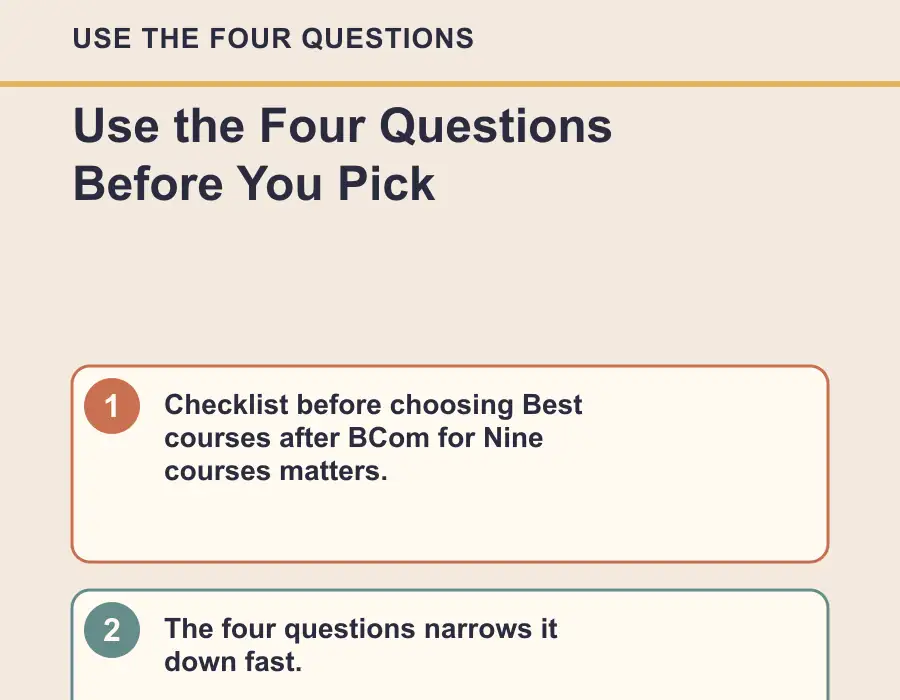 USE THE FOUR QUESTIONS
Use the Four Questions
Before You Pick
1
Checklist before choosing Best
courses after BCom for Nine
courses matters.
2
The four questions narrows it
down fast.